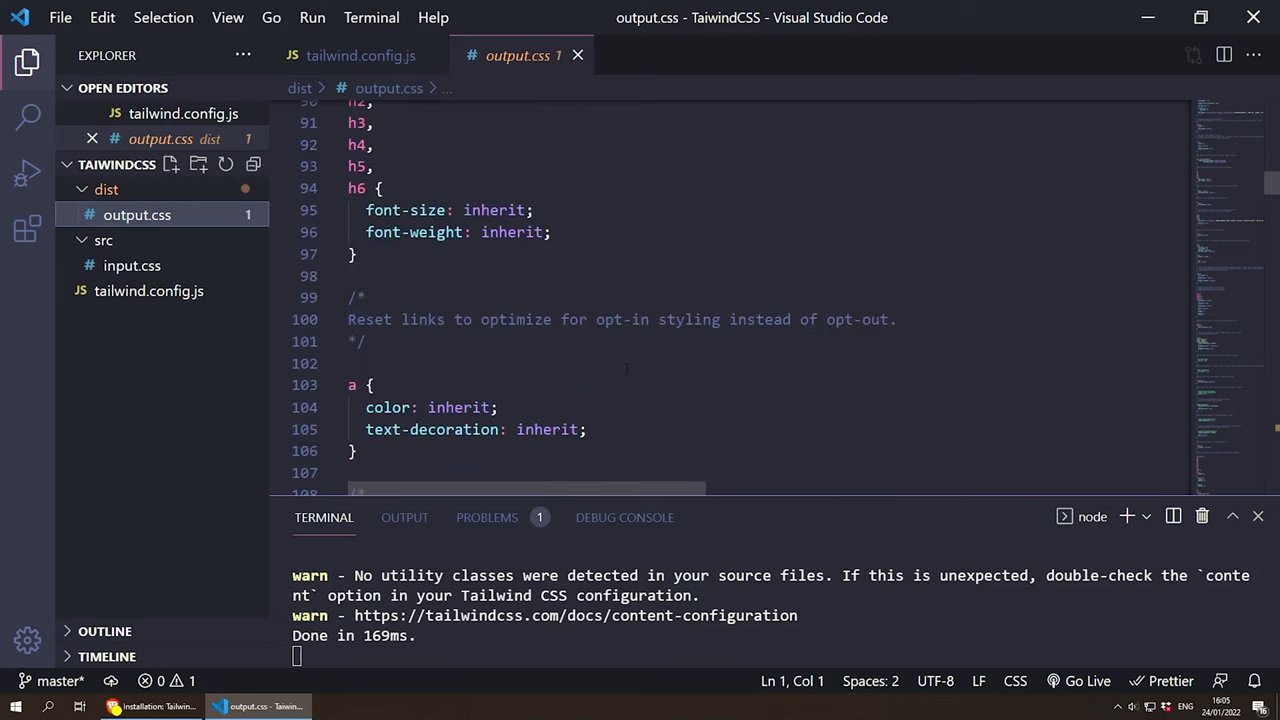 File Edit Selection View Go Run Terminal Help output.css - TaiwindCSS - Visual Studio Code
EXPLORER ··· JS tailwind.config.js # output.css 1
OPEN EDITORS
JS tailwind.config.js
# output.css dist 1
TAIWINDCSS
dist
# output.css 1
src
# input.css
JS tailwind.config.js
OUTLINE
TIMELINE
dist > # output.css > ...
90 h2,
91 h3,
92 h4,
93 h5,
94 h6 {
95 font-size: inherit;
96 font-weight: inherit;
97 }
98
99 /*
100 Reset links to optimize for opt-in styling instead of opt-out.
101 */
102
103 a {
104 color: inherit;
105 text-decoration: inherit;
106 }
107
108 /*
TERMINAL OUTPUT PROBLEMS 1 DEBUG CONSOLE node
warn - No utility classes were detected in your source files. If this is unexpected, double-check the `conte
nt` option in your Tailwind CSS configuration.
warn - https://tailwindcss.com/docs/content-configuration
Done in 169ms.
master* 0 1 Ln 1, Col 1 Spaces: 2 UTF-8 LF CSS Go Live Prettier
Installation: Tailwin... output.css - Taiwin... ENG 16:05
24/01/2022 16